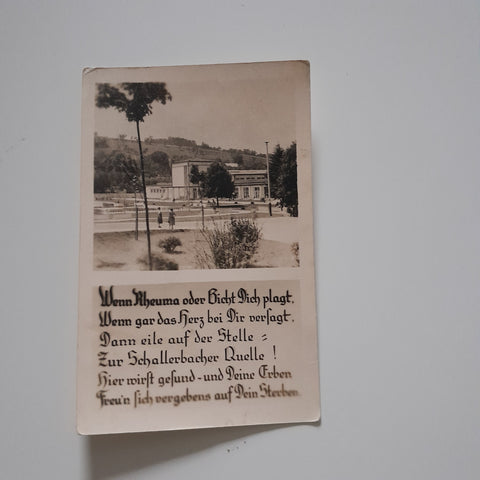 Wenn Rheuma oder Gicht Dich plagt,
Wenn gar das Herz bei Dir versagt,
Dann eile auf der Stelle =
Zur Schallerbacher Quelle !
Hier wirst gesund - und Deine Erben
Freu'n sich vergebens auf Dein Sterben.